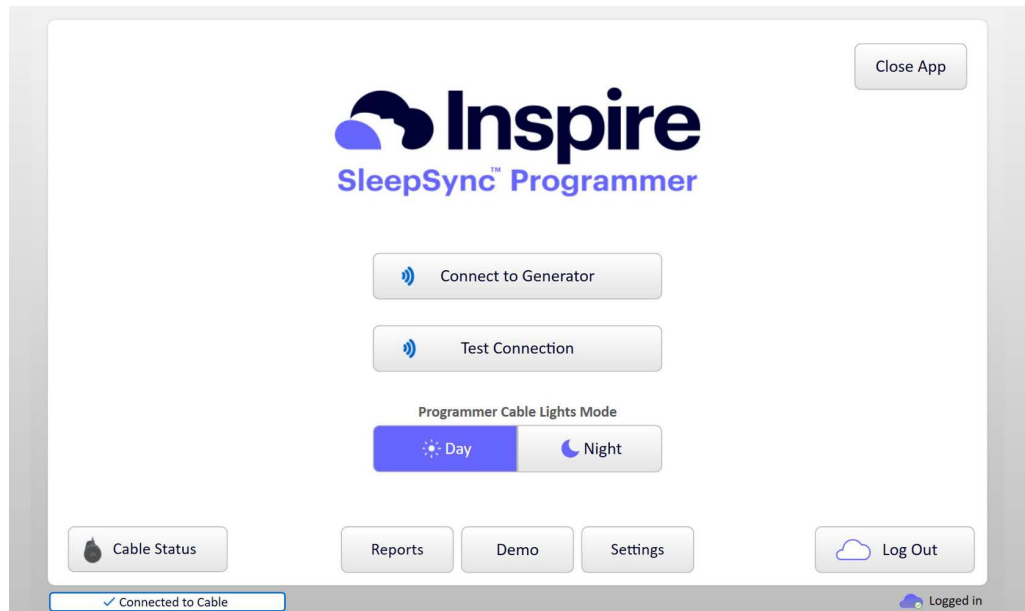 Close App
Inspire
SleepSync™ Programmer
Connect to Generator
Test Connection
Programmer Cable Lights Mode
Day Night
Cable Status Reports Demo Settings Log Out
Connected to Cable Logged in